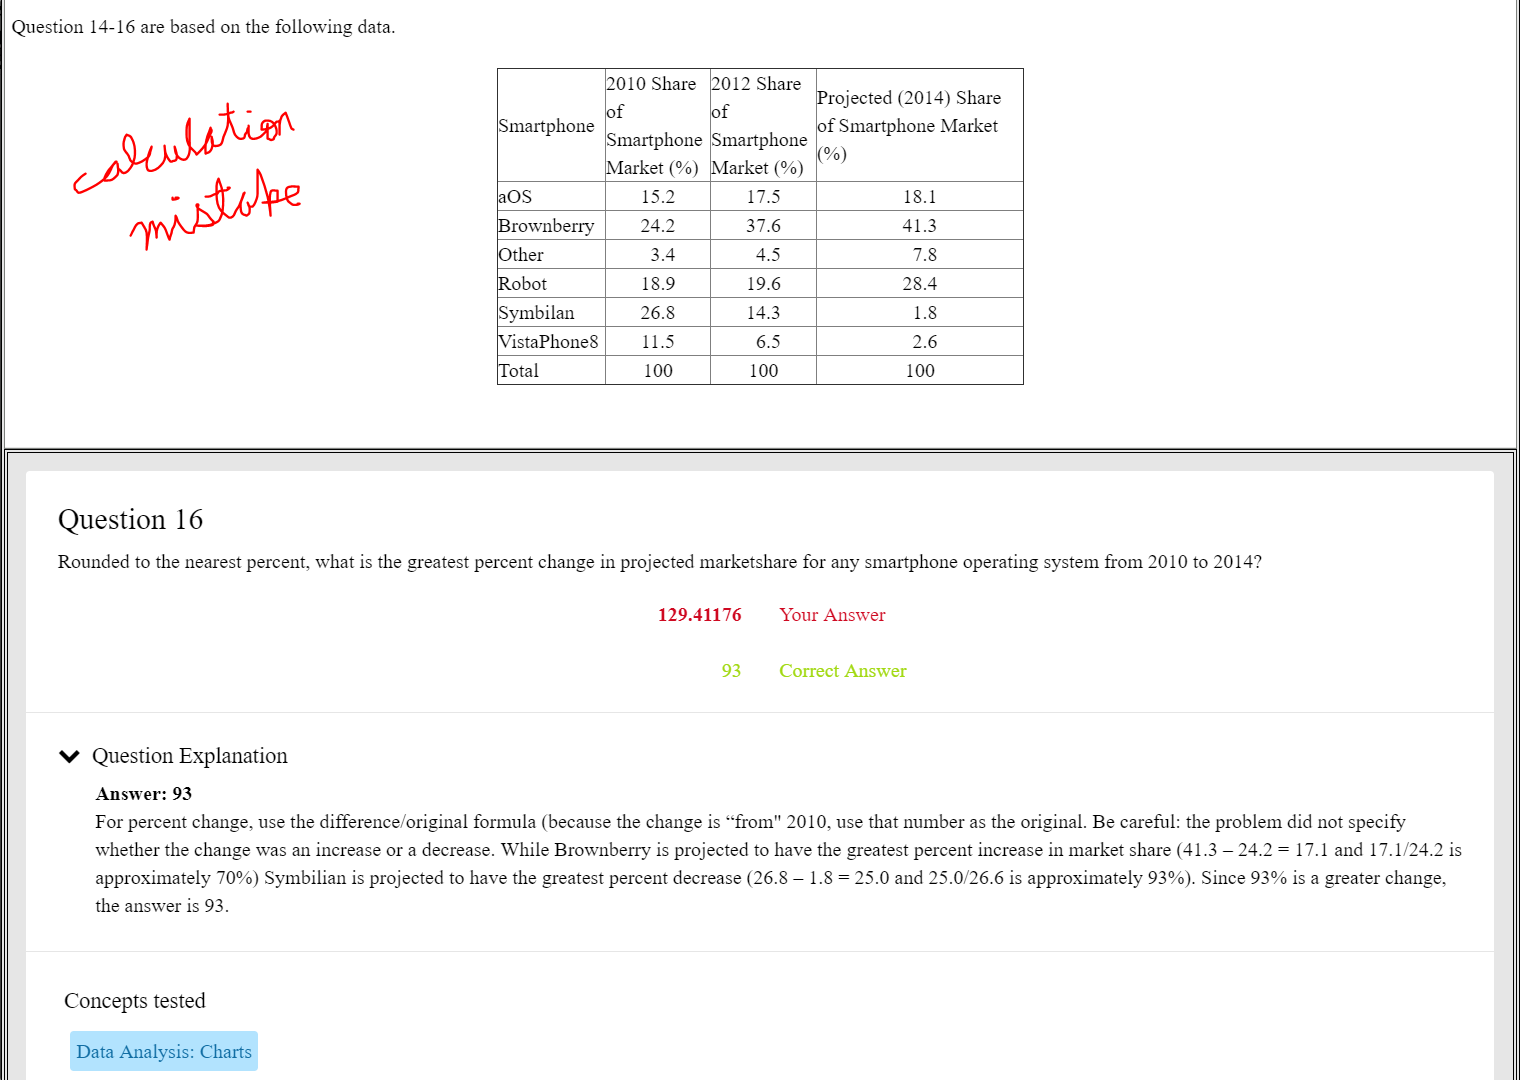 Question 14-16 are based on the following data.
calculation
mistake
Smartphone | 2010 Share of Smartphone Market (%) | 2012 Share of Smartphone Market (%) | Projected (2014) Share of Smartphone Market (%)
aOS 15.2 17.5 18.1
Brownberry 24.2 37.6 41.3
Other 3.4 4.5 7.8
Robot 18.9 19.6 28.4
Symbilan 26.8 14.3 1.8
VistaPhone8 11.5 6.5 2.6
Total 100 100 100
Question 16
Rounded to the nearest percent, what is the greatest percent change in projected marketshare for any smartphone operating system from 2010 to 2014?
129.41176 Your Answer
93 Correct Answer
Question Explanation
Answer: 93
For percent change, use the difference/original formula (because the change is “from" 2010, use that number as the original. Be careful: the problem did not specify
whether the change was an increase or a decrease. While Brownberry is projected to have the greatest percent increase in market share (41.3 – 24.2 = 17.1 and 17.1/24.2 is
approximately 70%) Symbilian is projected to have the greatest percent decrease (26.8 – 1.8 = 25.0 and 25.0/26.6 is approximately 93%). Since 93% is a greater change,
the answer is 93.
Concepts tested
Data Analysis: Charts